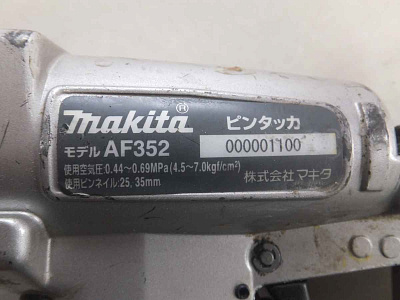 makita® ピンタッカ
モデル AF352 000001100
使用空気圧:0.44～0.69MPa(4.5～7.0kgf/cm²)
使用ピンネイル:25, 35mm 株式会社 マキタ